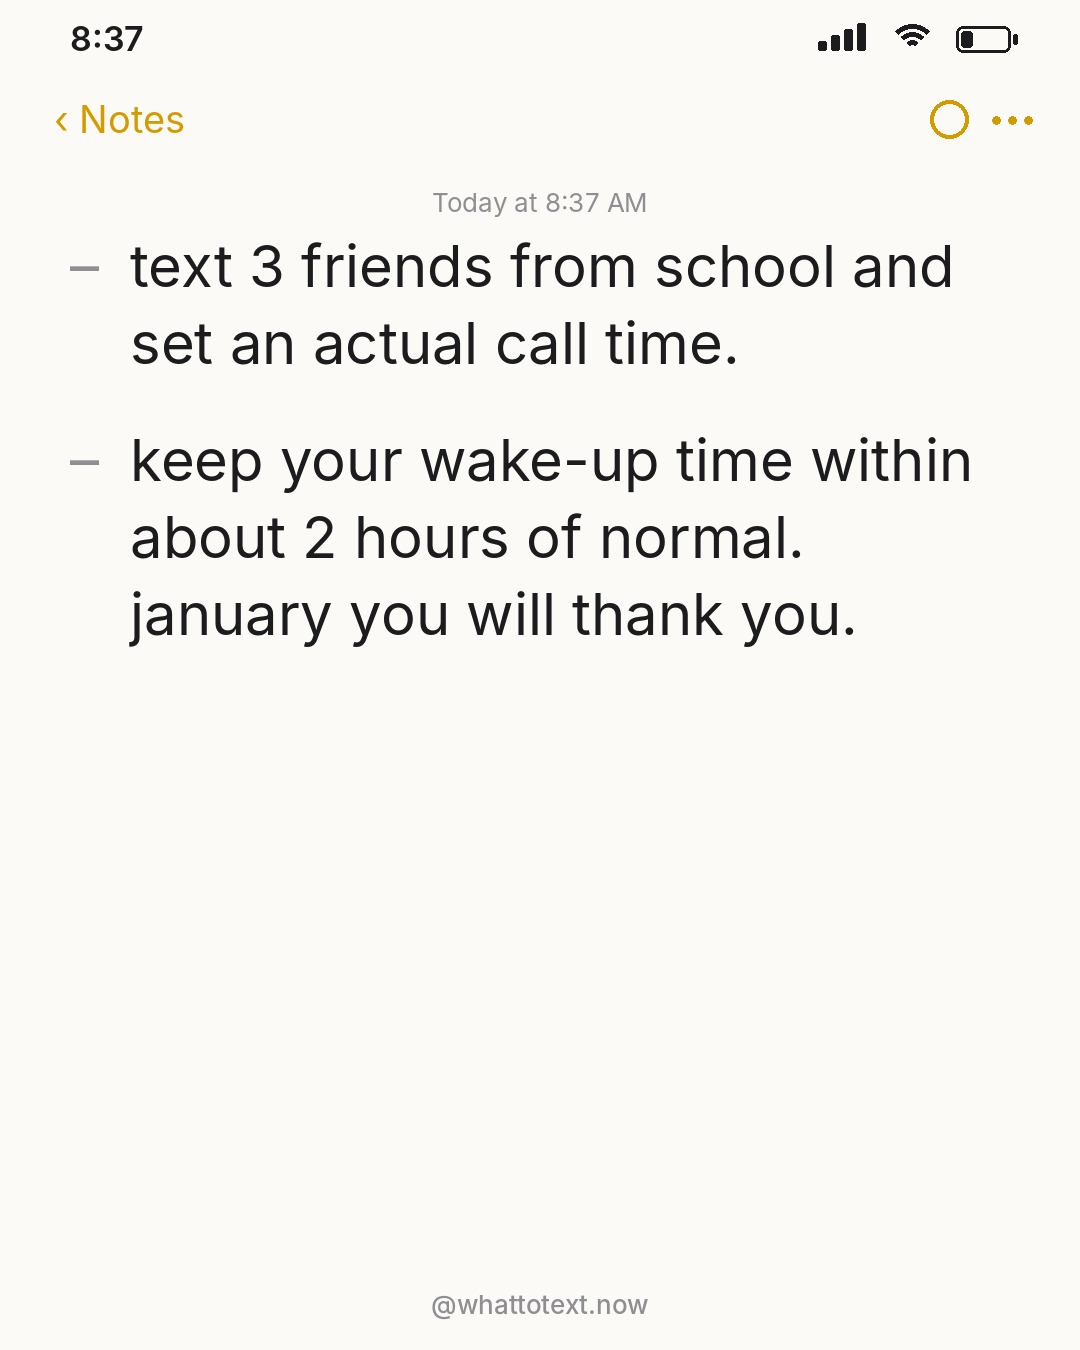 8:37
‹ Notes
Today at 8:37 AM
– text 3 friends from school and
set an actual call time.
– keep your wake-up time within
about 2 hours of normal.
january you will thank you.
@whattotext.now